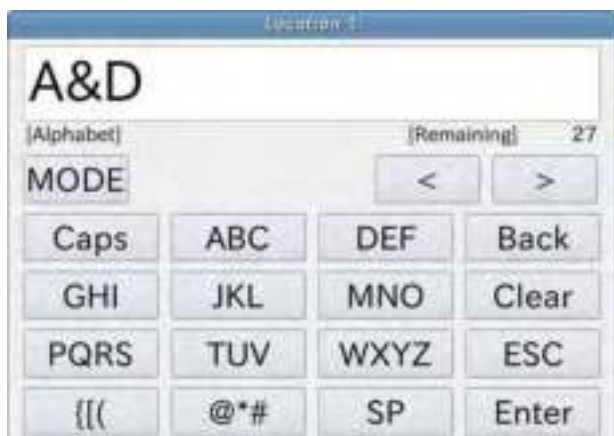 Location 1
A&D
[Alphabet] [Remaining] 27
MODE < >
Caps ABC DEF Back
GHI JKL MNO Clear
PQRS TUV WXYZ ESC
{[( @*# SP Enter